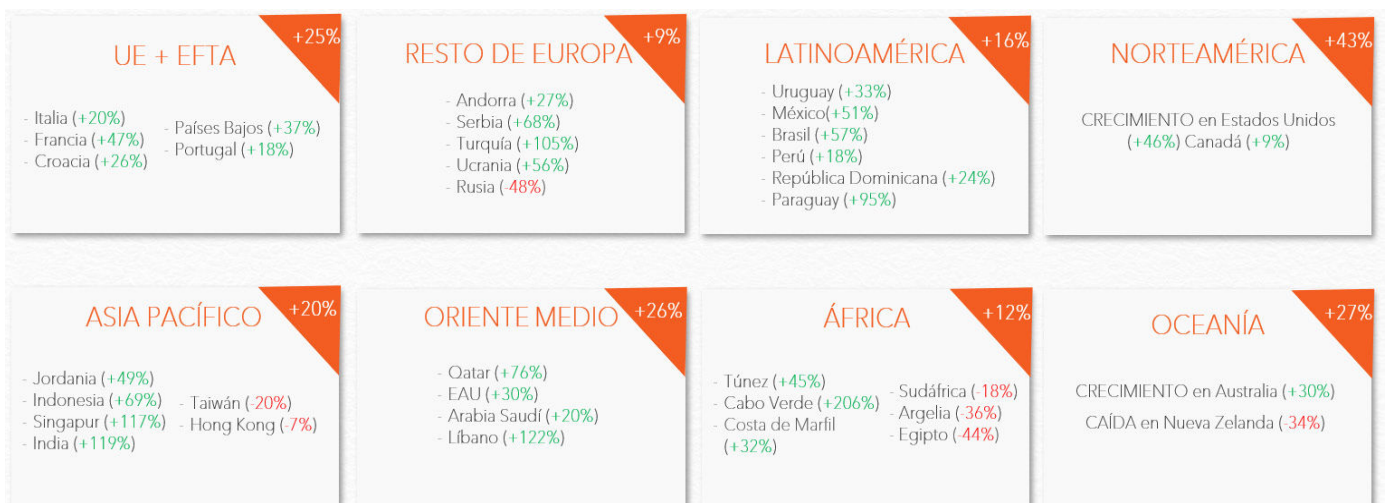 +25%
UE + EFTA
- Italia (+20%)
- Francia (+47%)
- Croacia (+26%)
- Países Bajos (+37%)
- Portugal (+18%)
+9%
RESTO DE EUROPA
- Andorra (+27%)
- Serbia (+68%)
- Turquía (+105%)
- Ucrania (+56%)
- Rusia (-48%)
+16%
LATINOAMÉRICA
- Uruguay (+33%)
- México(+51%)
- Brasil (+57%)
- Perú (+18%)
- República Dominicana (+24%)
- Paraguay (+95%)
+43%
NORTEAMÉRICA
CRECIMIENTO en Estados Unidos
(+46%) Canadá (+9%)
+20%
ASIA PACÍFICO
- Jordania (+49%)
- Indonesia (+69%)
- Singapur (+117%)
- India (+119%)
- Taiwán (-20%)
- Hong Kong (-7%)
+26%
ORIENTE MEDIO
- Qatar (+76%)
- EAU (+30%)
- Arabia Saudí (+20%)
- Líbano (+122%)
+12%
ÁFRICA
- Túnez (+45%)
- Cabo Verde (+206%)
- Costa de Marfil
(+32%)
- Sudáfrica (-18%)
- Argelia (-36%)
- Egipto (-44%)
+27%
OCEANÍA
CRECIMIENTO en Australia (+30%)
CAÍDA en Nueva Zelanda (-34%)